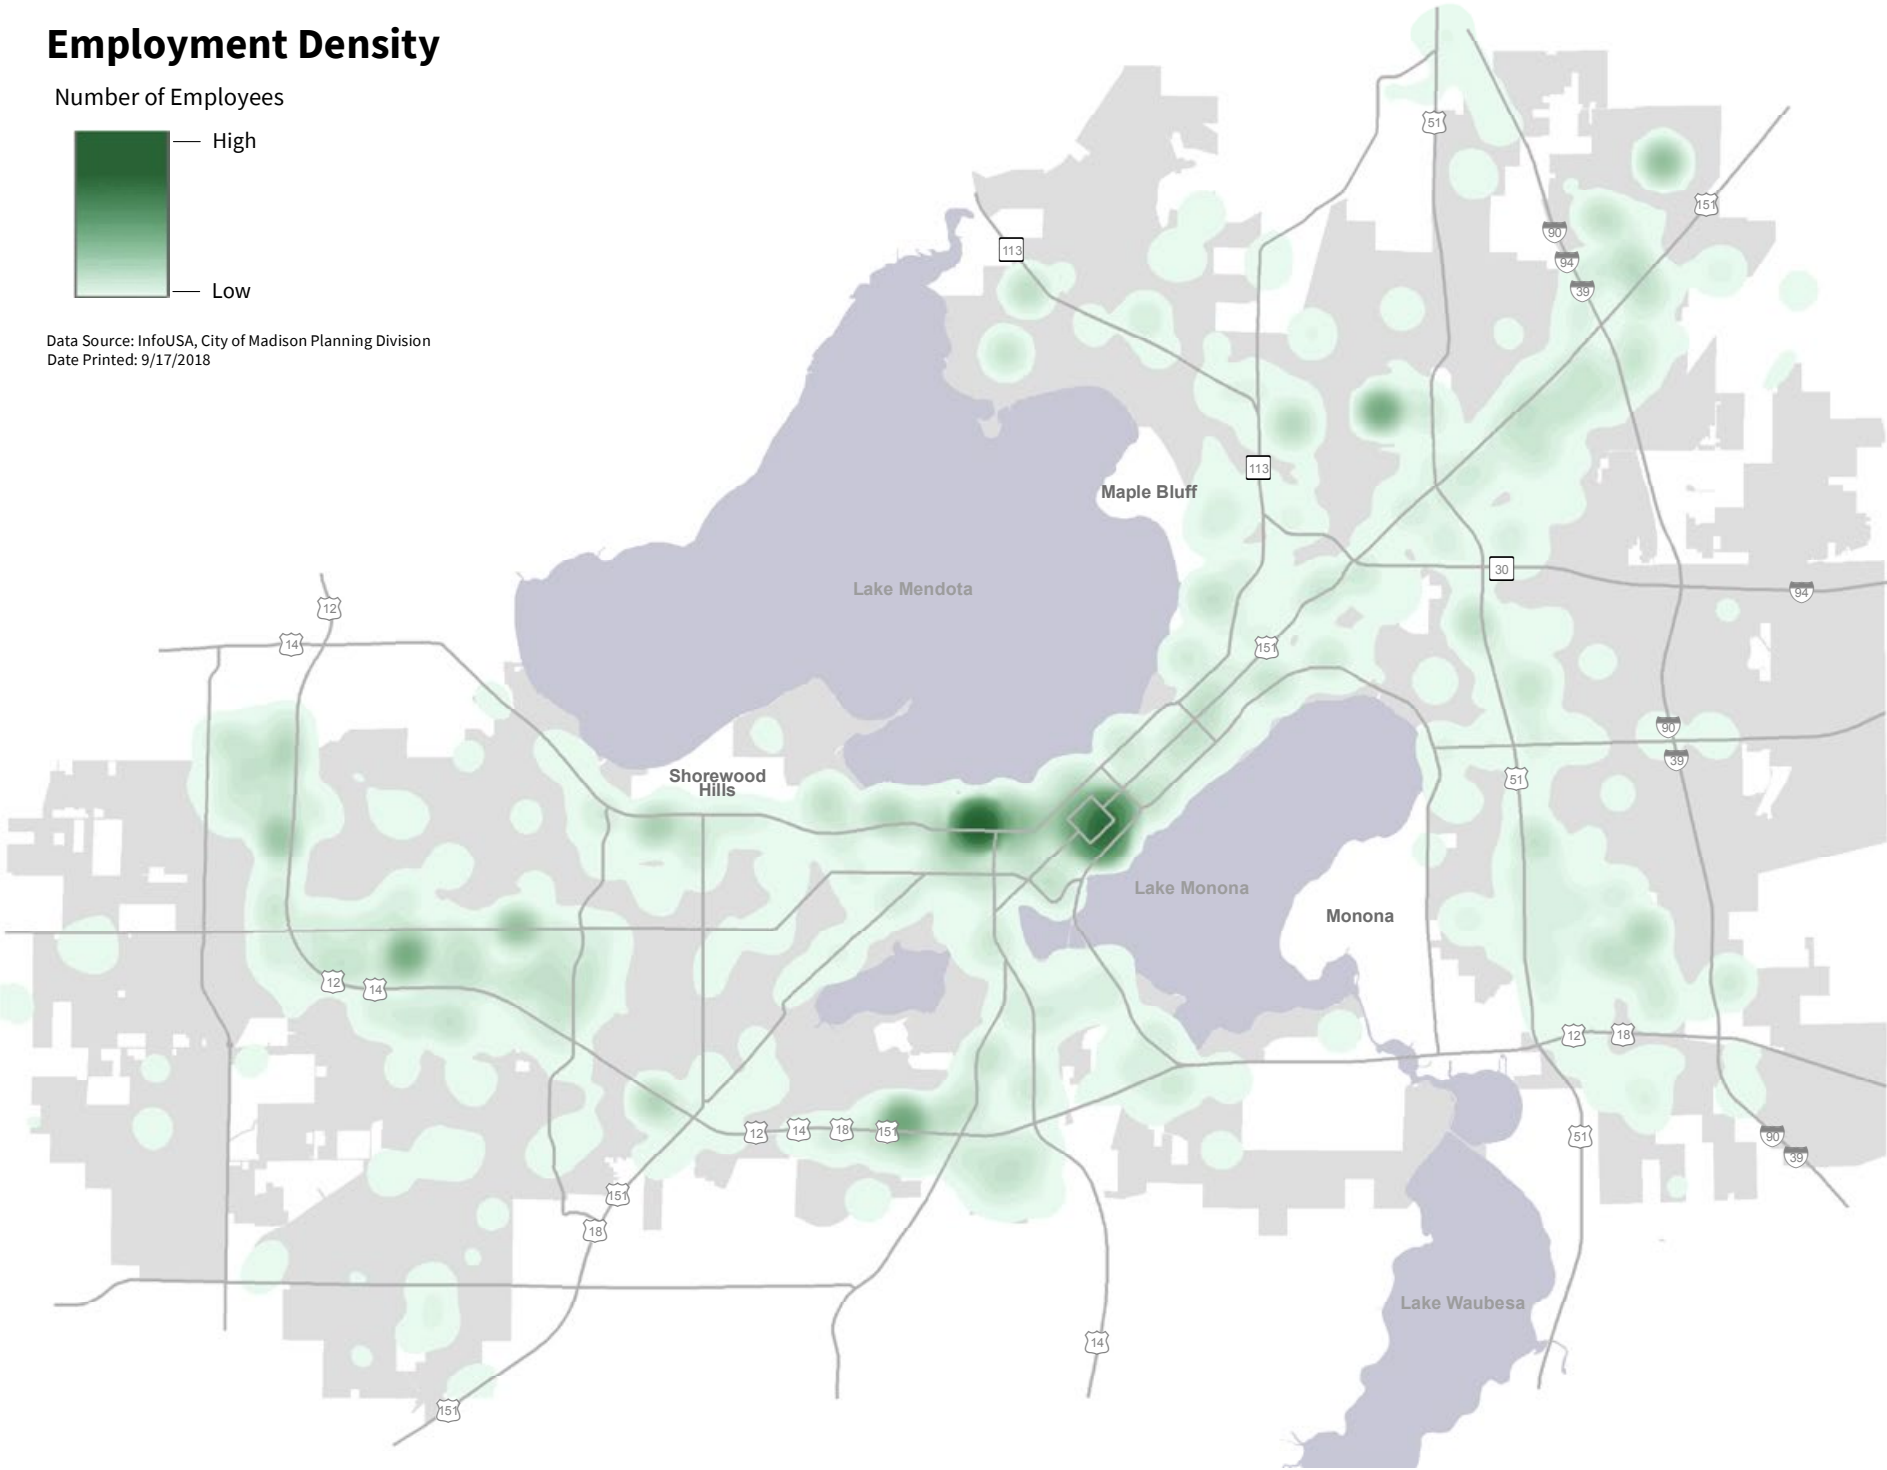 Employment Density
Number of Employees
High
Low
Data Source: InfoUSA, City of Madison Planning Division
Date Printed: 9/17/2018
51
151
90
94
39
113
113
Maple Bluff
30
94
Lake Mendota
12
14
151
90
39
Shorewood
Hills
51
Lake Monona
Monona
12
14
12
18
12
14
18
151
51
90
39
151
18
Lake Waubesa
14
151